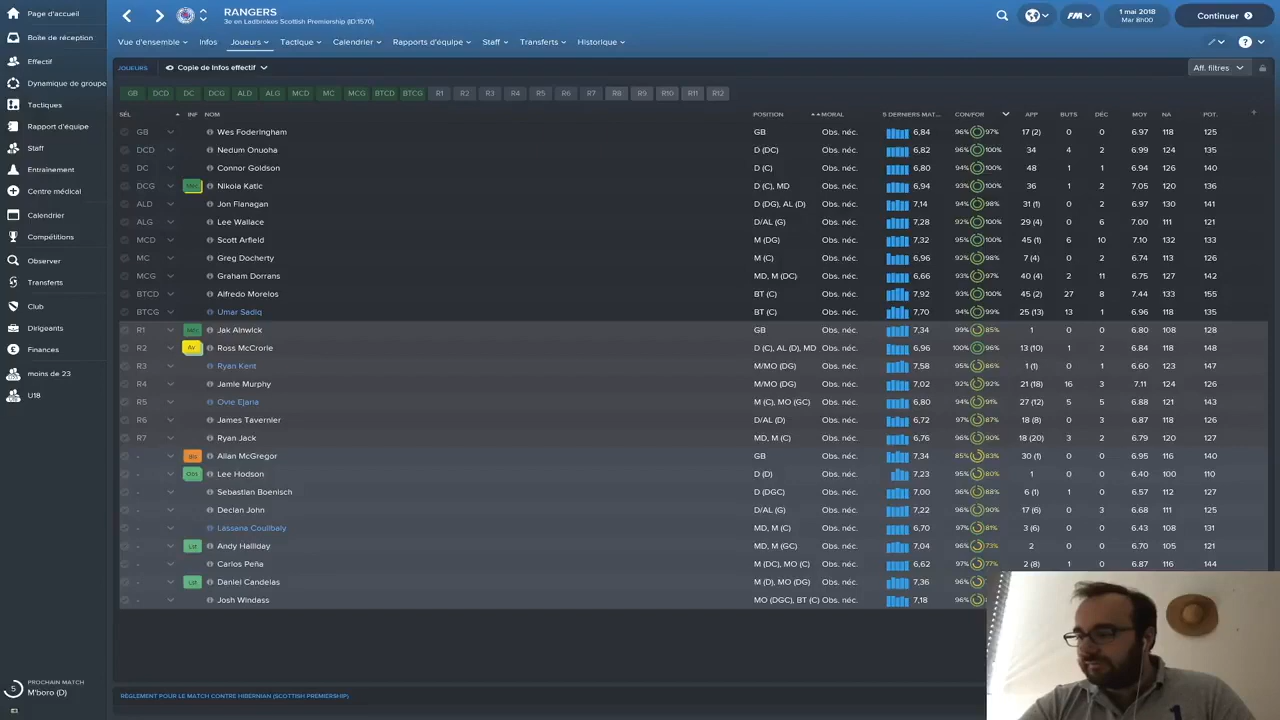 Page d'accueil
Boîte de réception
Effectif
Dynamique de groupe
Tactiques
Rapport d'équipe
Staff
Entraînement
Centre médical
Calendrier
Compétitions
Observer
Transferts
Club
Dirigeants
Finances
moins de 23
U18
5 PROCHAIN MATCH
M'boro (D)
RANGERS
3e en Ladbrokes Scottish Premiership (ID:1570)
FM
1 mai 2018
Mar 8h00
Continuer
Vue d'ensemble Infos Joueurs Tactique Calendrier Rapports d'équipe Staff Transferts Historique
JOUEURS Copie de Infos effectif Aff. filtres
GB DCD DC DCG ALD ALG MCD MC MCG BTCD BTCG R1 R2 R3 R4 R5 R6 R7 R8 R9 R10 R11 R12
SÉL INF NOM POSITION MORAL 5 DERNIERS MAT... CON/FOR APP BUTS DÉC MOY NA POT.
GB Wes Foderingham GB Obs. néc. 6,84 96% 97% 17 (2) 0 0 6.97 118 125
DCD Nedum Onuoha D (DC) Obs. néc. 6,82 96% 100% 34 4 2 6.99 124 135
DC Connor Goldson D (C) Obs. néc. 6,80 94% 100% 48 1 1 6.94 126 140
DCG Nikola Katic D (C), MD Obs. néc. 6,94 93% 100% 36 1 2 7.05 120 136
ALD Jon Flanagan D (DG), AL (D) Obs. néc. 7,14 94% 98% 31 (1) 0 4 6.97 130 141
ALG Lee Wallace D/AL (G) Obs. néc. 7,28 92% 100% 29 (4) 0 6 7.00 111 121
MCD Scott Arfield M (DG) Obs. néc. 7,32 95% 100% 45 (1) 6 10 7.10 132 133
MC Greg Docherty M (C) Obs. néc. 6,96 92% 98% 7 (4) 0 2 6.74 113 126
MCG Graham Dorrans MD, M (DC) Obs. néc. 6,66 93% 97% 40 (4) 2 11 6.75 127 142
BTCD Alfredo Morelos BT (C) Obs. néc. 7,92 93% 100% 45 (2) 27 8 7.44 133 155
BTCG Umar Sadiq BT (C) Obs. néc. 7,70 94% 99% 25 (13) 13 1 6.96 118 135
R1 Jak Alnwick GB Obs. néc. 7,34 99% 85% 1 0 0 6.80 108 128
R2 Av Ross McCrorie D (C), AL (D), MD Obs. néc. 6,96 100% 96% 13 (10) 1 2 6.84 118 148
R3 Ryan Kent M/MO (DG) Obs. néc. 7,58 95% 86% 1 (1) 0 0 6.60 123 147
R4 Jamie Murphy M/MO (DG) Obs. néc. 7,02 92% 92% 21 (18) 16 3 7.11 124 126
R5 Ovie Ejaria M (C), MO (GC) Obs. néc. 6,80 94% 91% 27 (12) 5 5 6.88 121 143
R6 James Tavernier D/AL (D) Obs. néc. 6,72 97% 87% 18 (8) 0 3 6.87 118 126
R7 Ryan Jack MD, M (C) Obs. néc. 6,76 96% 90% 18 (20) 3 2 6.79 120 127
- Bls Allan McGregor GB Obs. néc. 7,34 85% 83% 30 (1) 0 0 6.95 116 140
- Obs Lee Hodson D (D) Obs. néc. 7,23 95% 80% 1 0 0 6.40 100 110
- Sebastian Boenisch D (DGC) Obs. néc. 7,00 96% 88% 6 (1) 1 0 6.57 112 127
- Declan John D/AL (G) Obs. néc. 7,22 96% 90% 17 (6) 0 3 6.68 111 125
- Lassana Coulibaly MD, M (C) Obs. néc. 6,70 97% 81% 3 (6) 0 0 6.43 108 131
- Lst Andy Halliday MD, M (GC) Obs. néc. 7,04 96% 73% 2 0 0 6.70 105 121
- Carlos Peña M (DC), MO (C) Obs. néc. 6,62 97% 77% 2 (8) 1 0 6.87 116 144
- Lst Daniel Candeias M (D), MO (DG) Obs. néc. 7,36 96%
- Josh Windass MO (DGC), BT (C) Obs. néc. 7,18 96%
RÈGLEMENT POUR LE MATCH CONTRE HIBERNIAN (SCOTTISH PREMIERSHIP)